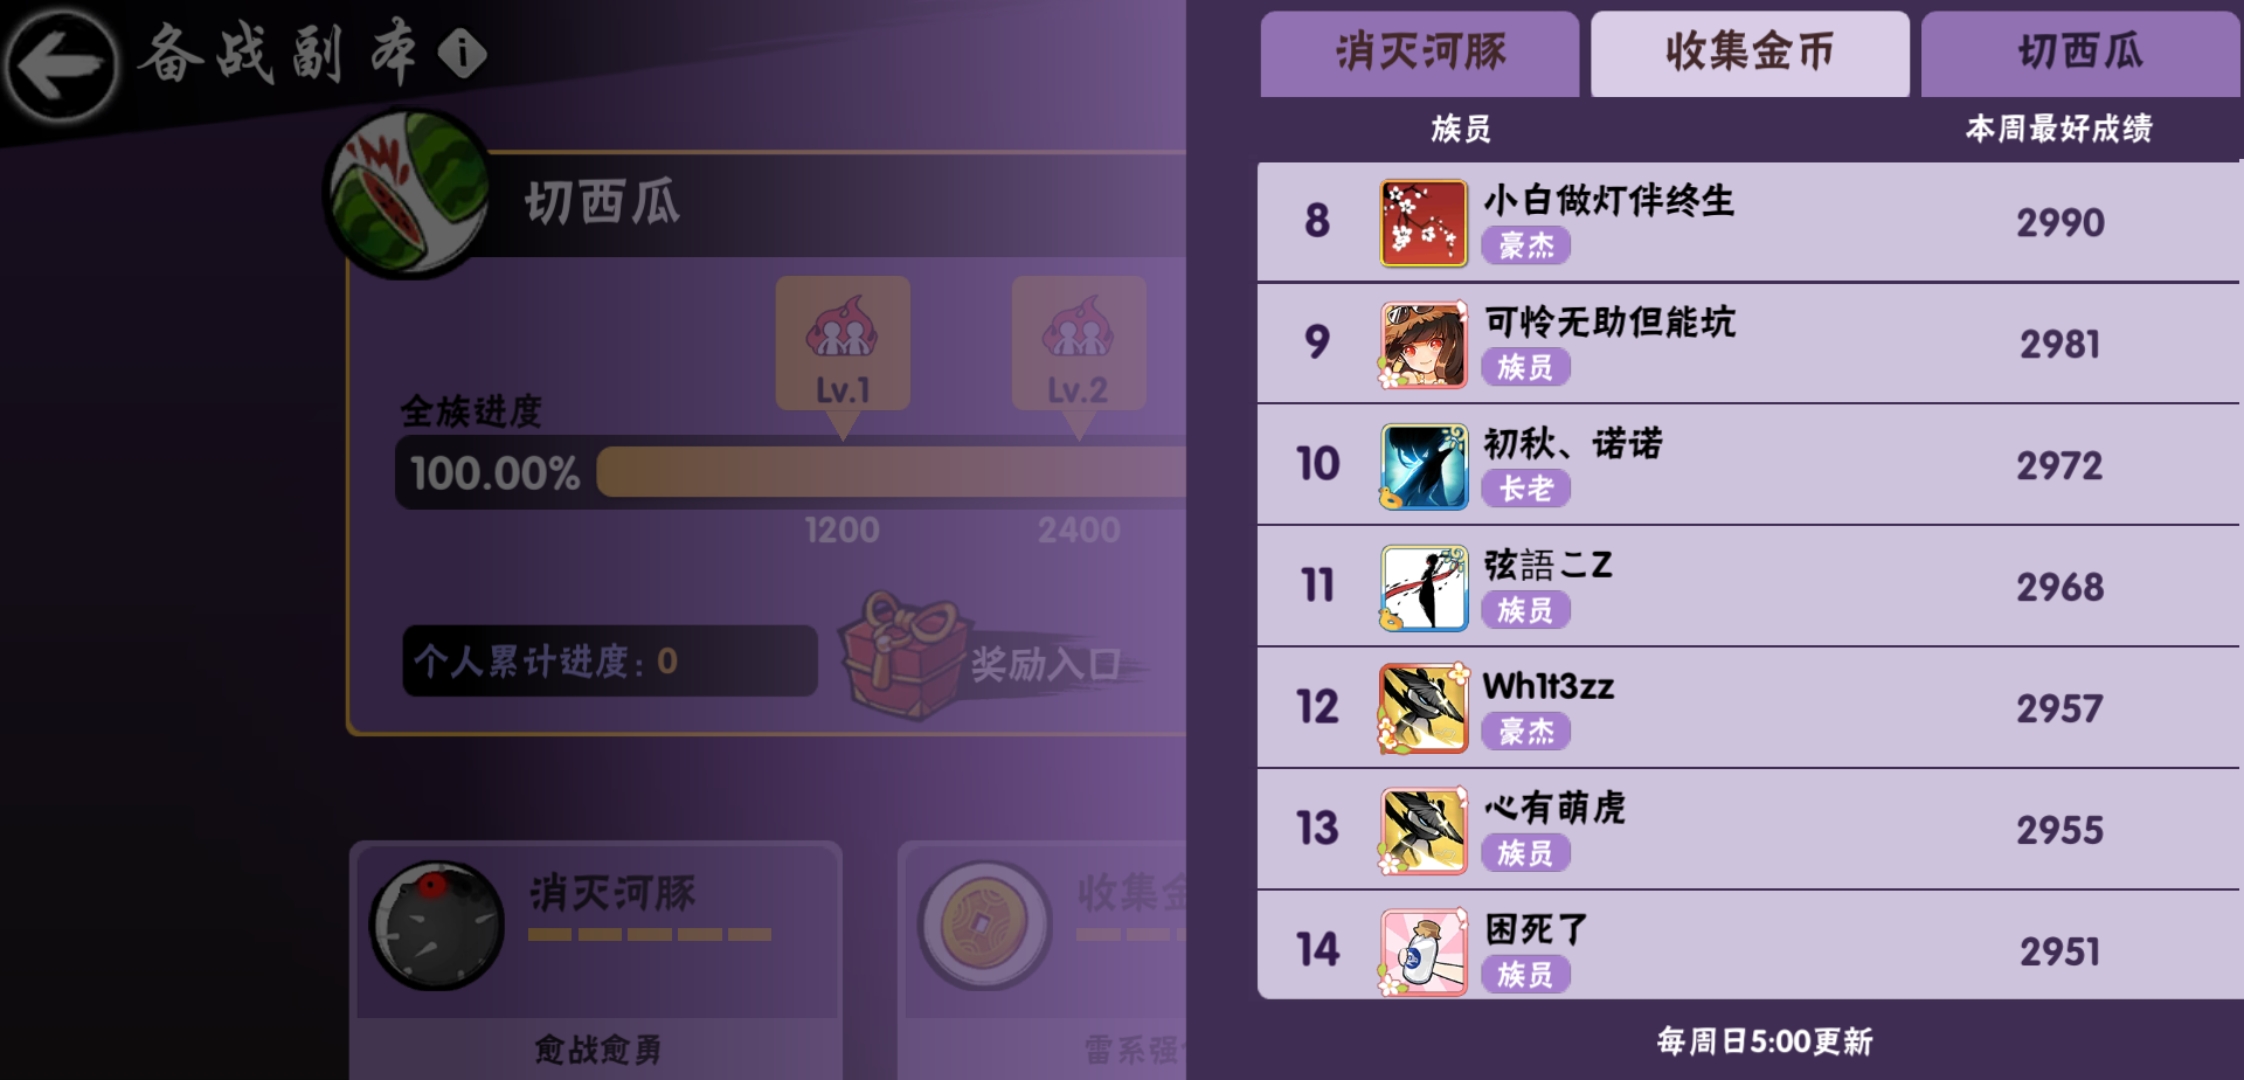 备战副本
切西瓜
Lv.1
Lv.2
全族进度
100.00%
1200
2400
个人累计进度:0
奖励入口
消灭河豚
愈战愈勇
收集金
雷系强
消灭河豚
收集金币
切西瓜
族员
本周最好成绩
8
小白做灯伴终生
豪杰
2990
9
可怜无助但能坑
族员
2981
10
初秋、诺诺
长老
2972
11
弦語こZ
族员
2968
12
Wh1t3zz
豪杰
2957
13
心有萌虎
族员
2955
14
困死了
族员
2951
每周日5:00更新